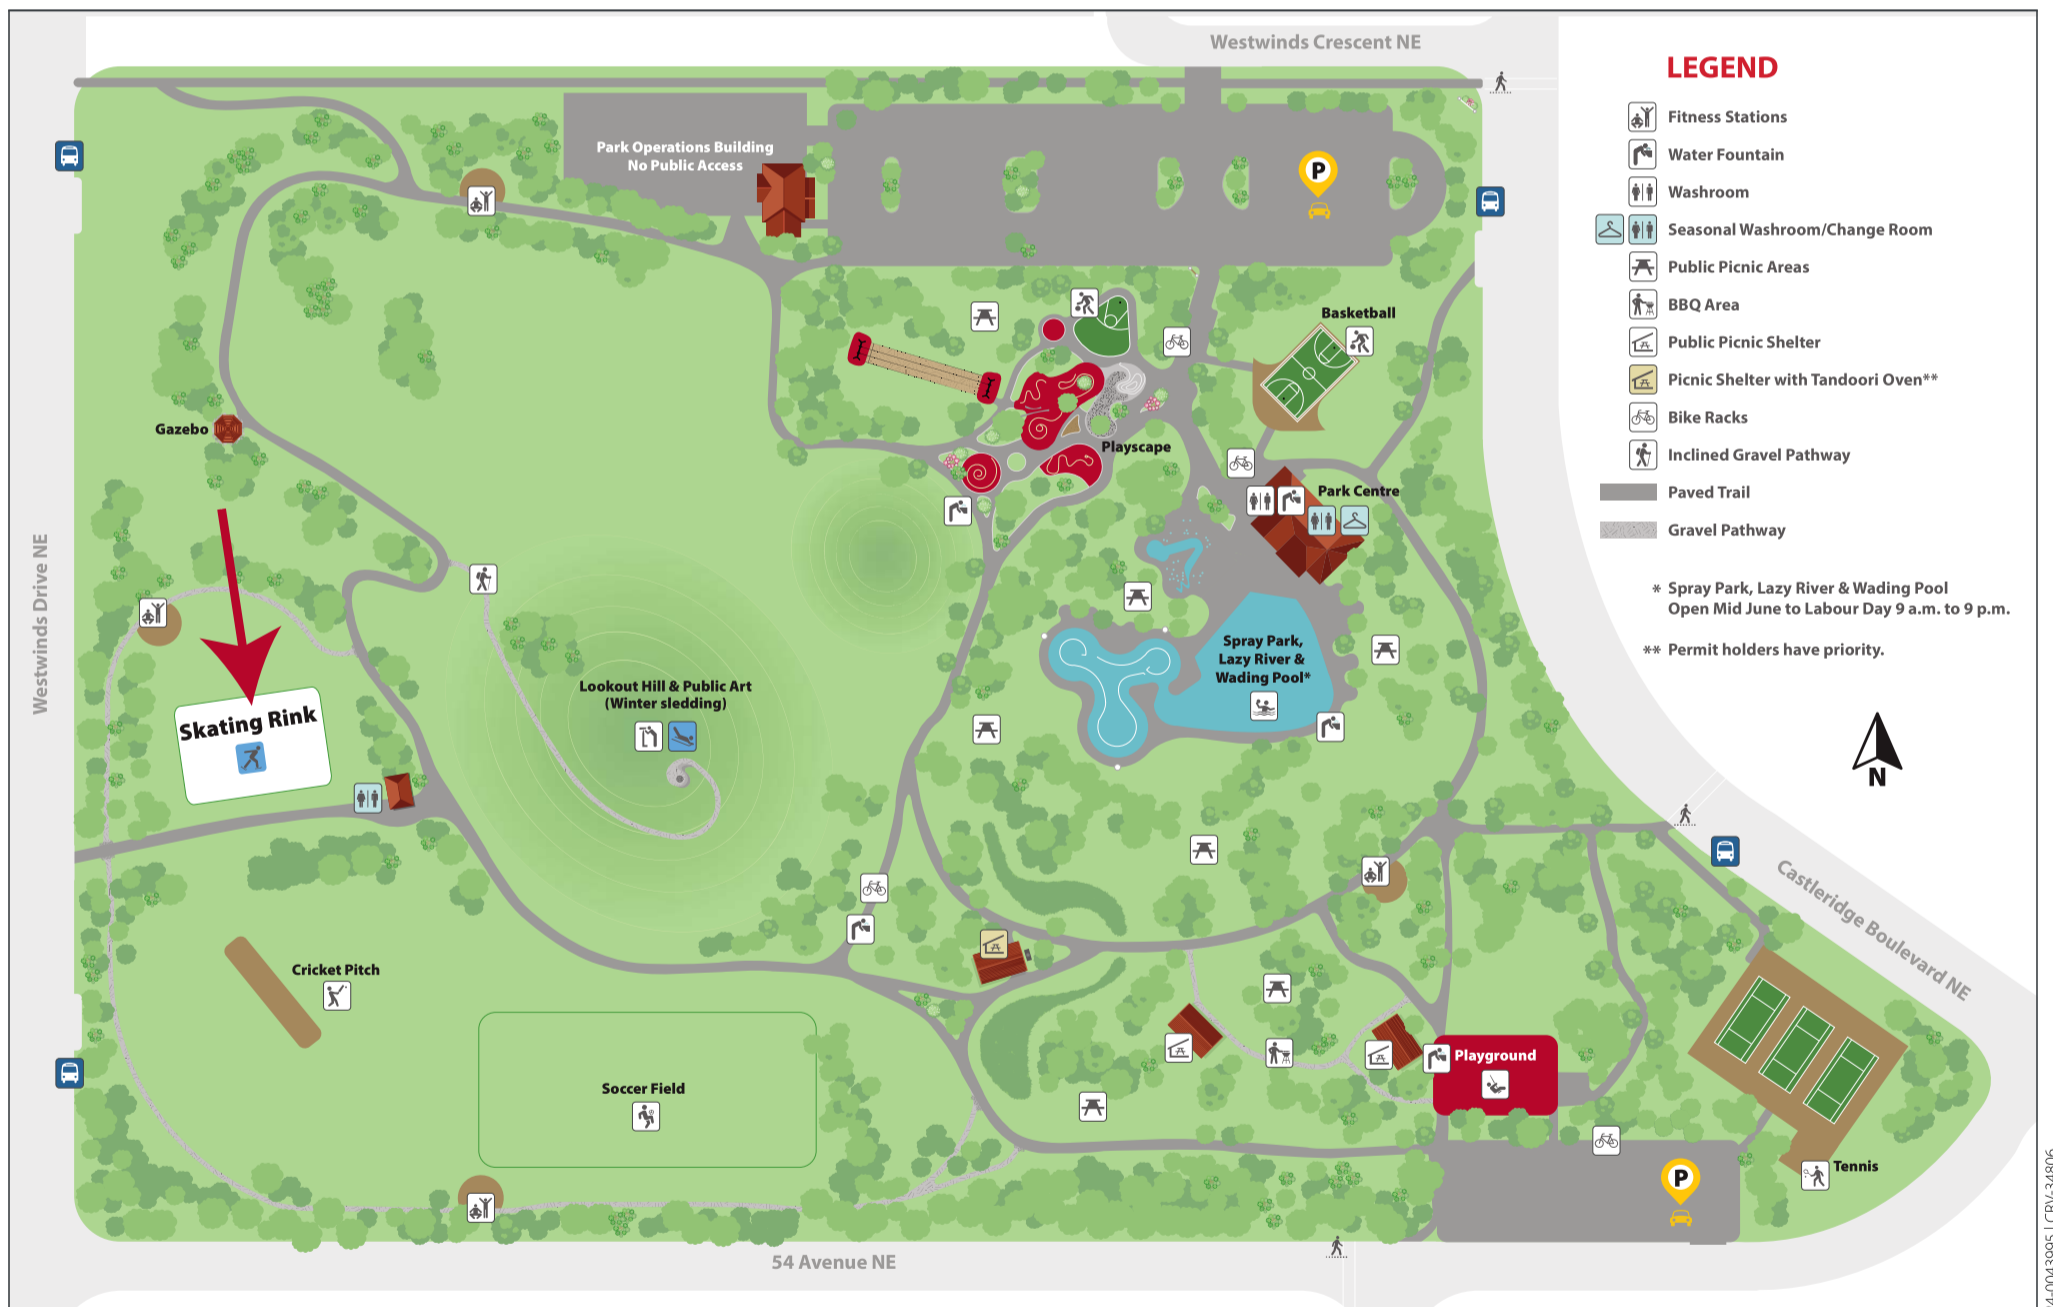 Westwinds Crescent NE
LEGEND
Fitness Stations
Water Fountain
Washroom
Seasonal Washroom/Change Room
Public Picnic Areas
BBQ Area
Public Picnic Shelter
Picnic Shelter with Tandoori Oven**
Bike Racks
Inclined Gravel Pathway
Paved Trail
Gravel Pathway
* Spray Park, Lazy River & Wading Pool
Open Mid June to Labour Day 9 a.m. to 9 p.m.
** Permit holders have priority.
N
Park Operations Building
No Public Access
P
Basketball
Gazebo
Playscape
Park Centre
Westwinds Drive NE
Spray Park,
Lazy River &
Wading Pool*
Lookout Hill & Public Art
(Winter sledding)
Skating Rink
Castleridge Boulevard NE
Cricket Pitch
Soccer Field
Playground
P
Tennis
54 Avenue NE